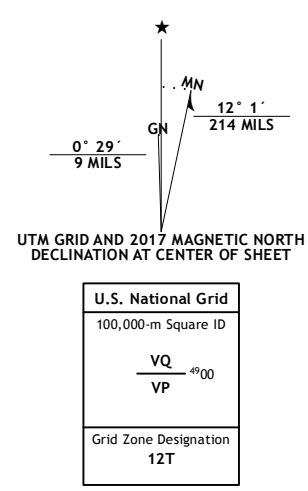 ★
MN
GN
12° 1´
214 MILS
0° 29´
9 MILS
UTM GRID AND 2017 MAGNETIC NORTH
DECLINATION AT CENTER OF SHEET
U.S. National Grid
100,000-m Square ID
VQ
4900
VP
Grid Zone Designation
12T